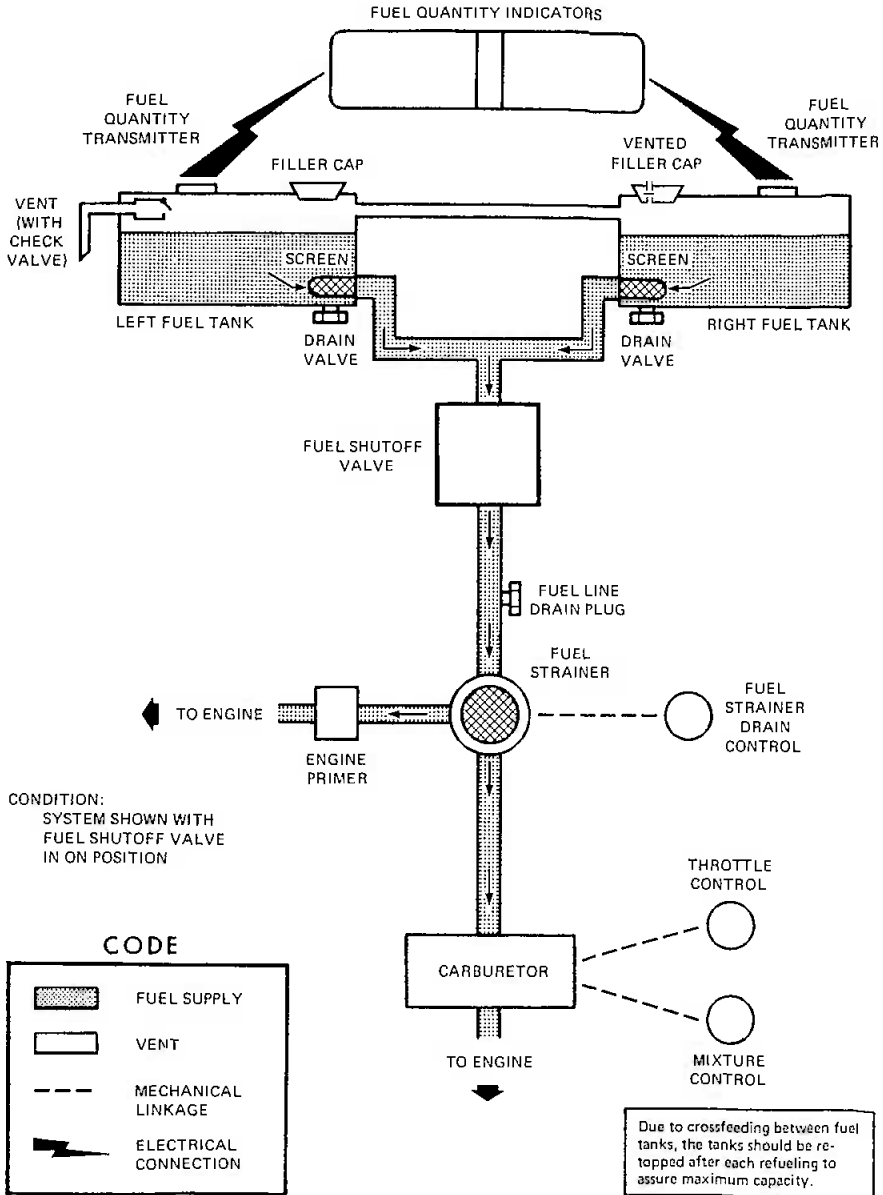 FUEL QUANTITY INDICATORS
FUEL
QUANTITY
TRANSMITTER
FUEL
QUANTITY
TRANSMITTER
FILLER CAP
VENTED
FILLER CAP
VENT
(WITH
CHECK
VALVE)
SCREEN
SCREEN
LEFT FUEL TANK
RIGHT FUEL TANK
DRAIN
VALVE
DRAIN
VALVE
FUEL SHUTOFF
VALVE
FUEL LINE
DRAIN PLUG
FUEL
STRAINER
TO ENGINE
ENGINE
PRIMER
FUEL
STRAINER
DRAIN
CONTROL
CONDITION:
SYSTEM SHOWN WITH
FUEL SHUTOFF VALVE
IN ON POSITION
THROTTLE
CONTROL
CARBURETOR
MIXTURE
CONTROL
TO ENGINE
CODE
FUEL SUPPLY
VENT
MECHANICAL
LINKAGE
ELECTRICAL
CONNECTION
Due to crossfeeding between fuel
tanks, the tanks should be re-
topped after each refueling to
assure maximum capacity.